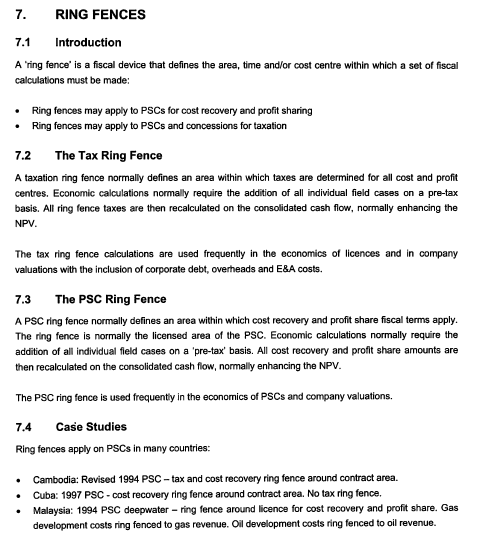 7. RING FENCES
7.1 Introduction
A 'ring fence' is a fiscal device that defines the area, time and/or cost centre within which a set of fiscal
calculations must be made:
• Ring fences may apply to PSCs for cost recovery and profit sharing
• Ring fences may apply to PSCs and concessions for taxation
7.2 The Tax Ring Fence
A taxation ring fence normally defines an area within which taxes are determined for all cost and profit
centres. Economic calculations normally require the addition of all individual field cases on a pre-tax
basis. All ring fence taxes are then recalculated on the consolidated cash flow, normally enhancing the
NPV.
The tax ring fence calculations are used frequently in the economics of licences and in company
valuations with the inclusion of corporate debt, overheads and E&A costs.
7.3 The PSC Ring Fence
A PSC ring fence normally defines an area within which cost recovery and profit share fiscal terms apply.
The ring fence is normally the licensed area of the PSC. Economic calculations normally require the
addition of all individual field cases on a 'pre-tax' basis. All cost recovery and profit share amounts are
then recalculated on the consolidated cash flow, normally enhancing the NPV.
The PSC ring fence is used frequently in the economics of PSCs and company valuations.
7.4 Case Studies
Ring fences apply on PSCs in many countries:
• Cambodia: Revised 1994 PSC – tax and cost recovery ring fence around contract area.
• Cuba: 1997 PSC - cost recovery ring fence around contract area. No tax ring fence.
• Malaysia: 1994 PSC deepwater – ring fence around licence for cost recovery and profit share. Gas
development costs ring fenced to gas revenue. Oil development costs ring fenced to oil revenue.